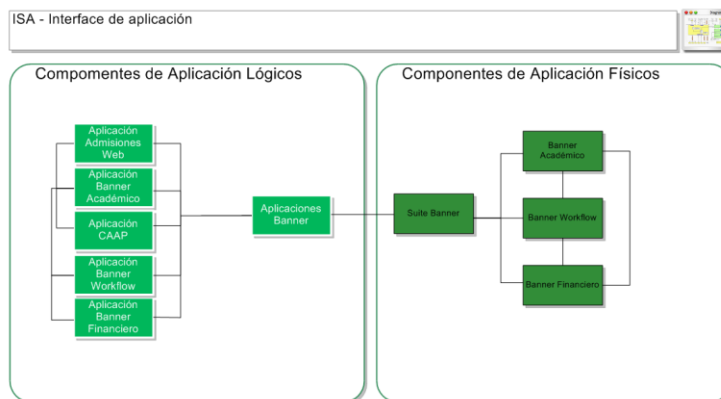 ISA - Interface de aplicación
Compomentes de Aplicación Lógicos
Componentes de Aplicación Físicos
Aplicación
Admisiones
Web
Aplicación
Banner
Académico
Aplicación
CAAP
Aplicación
Banner
Workflow
Aplicación
Banner
Financiero
Aplicaciones
Banner
Suite Banner
Banner
Académico
Banner Workflow
Banner Financiero